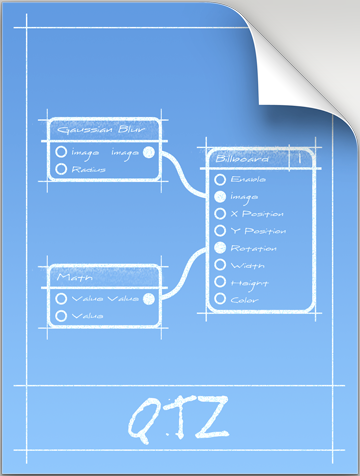 Gaussian Blur
Image Image
Radius
Billboard 1
Enable
Image
X Position
Y Position
Rotation
Width
Height
Color
Math
Value Value
Value
QTZ